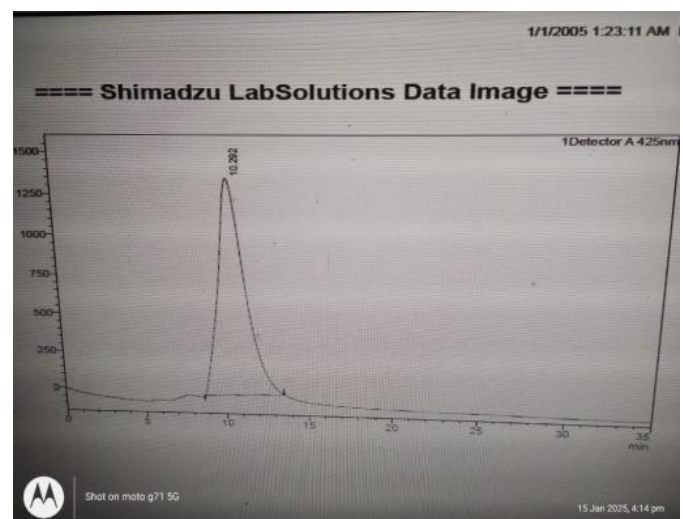 1/1/2005 1:23:11 AM
==== Shimadzu LabSolutions Data Image ====
1Detector A 425nm
10.292
1500
1250
1000
750
500
250
0
0 5 10 15 20 25 30 35
min
Shot on moto g71 5G
15 Jan 2025, 4:14 pm